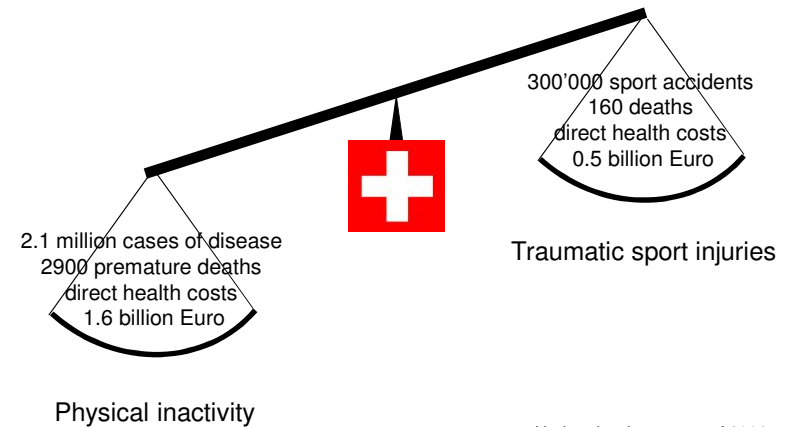 300'000 sport accidents
160 deaths
direct health costs
0.5 billion Euro
Traumatic sport injuries
2.1 million cases of disease
2900 premature deaths
direct health costs
1.6 billion Euro
Physical inactivity